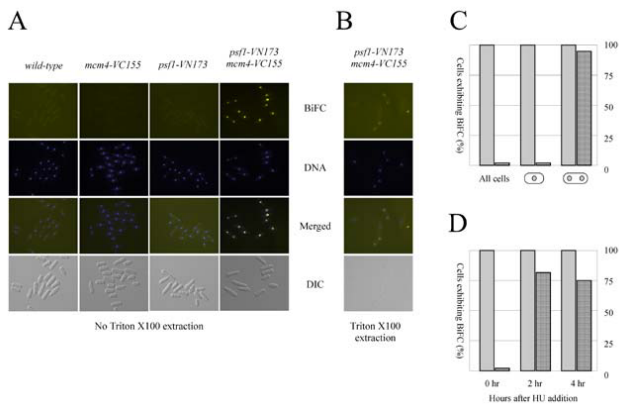 A
wild-type
mcm4-VC155
psf1-VN173
psf1-VN173
mcm4-VC155
BiFC
DNA
Merged
DIC
No Triton X100 extraction
B
psf1-VN173
mcm4-VC155
Triton X100
extraction
C
Cells exhibiting BiFC (%)
100
75
50
25
0
All cells
D
Cells exhibiting BiFC (%)
100
75
50
25
0
0 hr
2 hr
4 hr
Hours after HU addition